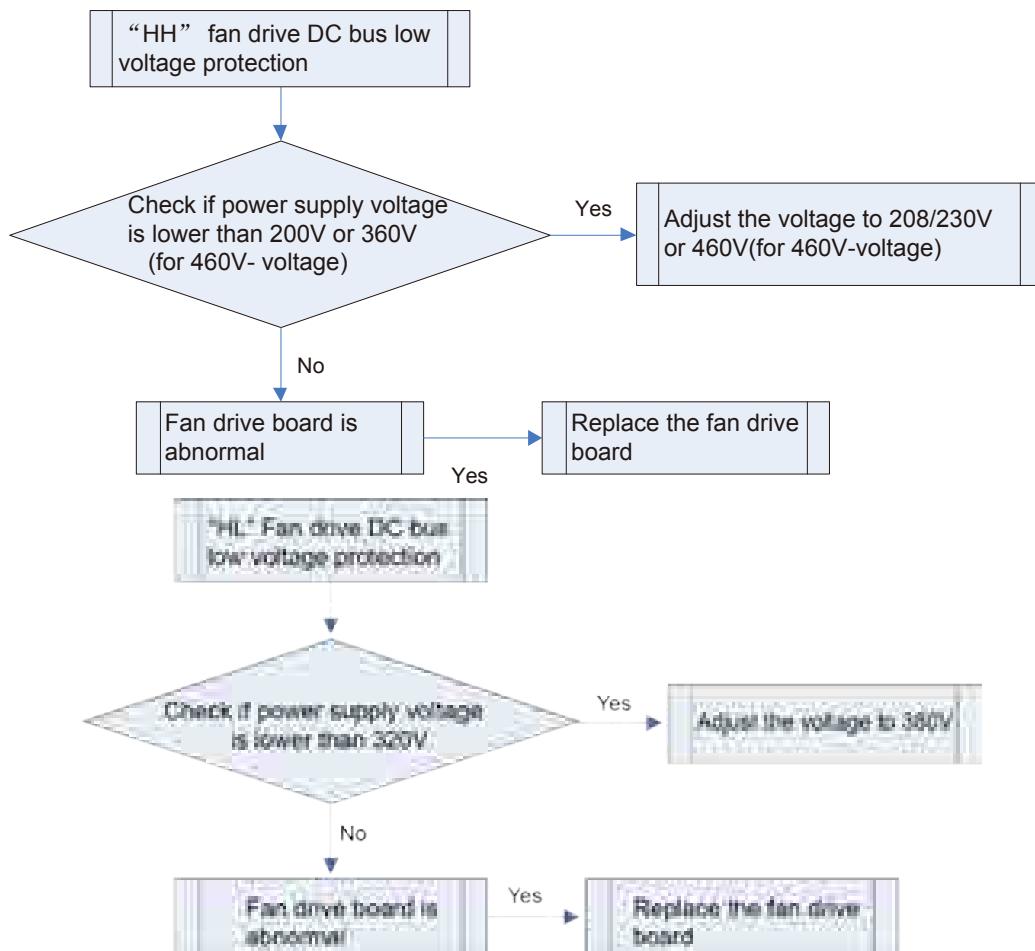 “HH” fan drive DC bus low
voltage protection
Check if power supply voltage
is lower than 200V or 360V
(for 460V- voltage)
Yes
Adjust the voltage to 208/230V
or 460V(for 460V-voltage)
No
Fan drive board is
abnormal
Yes
Replace the fan drive
board
"HL" Fan drive DC bus
low voltage protection
Check if power supply voltage
is lower than 320V
Yes
Adjust the voltage to 380V
No
Fan drive board is
abnormal
Yes
Replace the fan drive
board